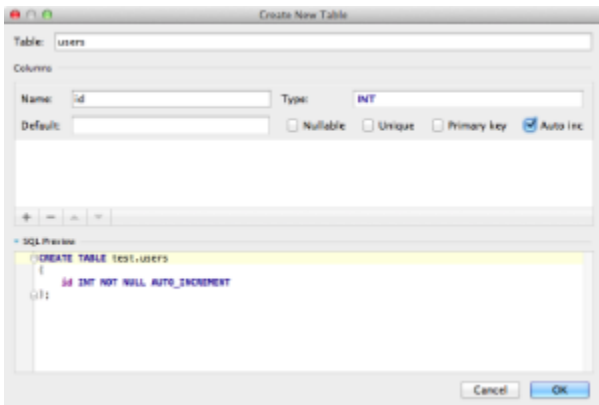 Create New Table
Table: users
Columns
Name: id Type: INT
Default: Nullable Unique Primary key Auto inc
SQL Preview
CREATE TABLE test.users
(
id INT NOT NULL AUTO_INCREMENT
);
Cancel OK